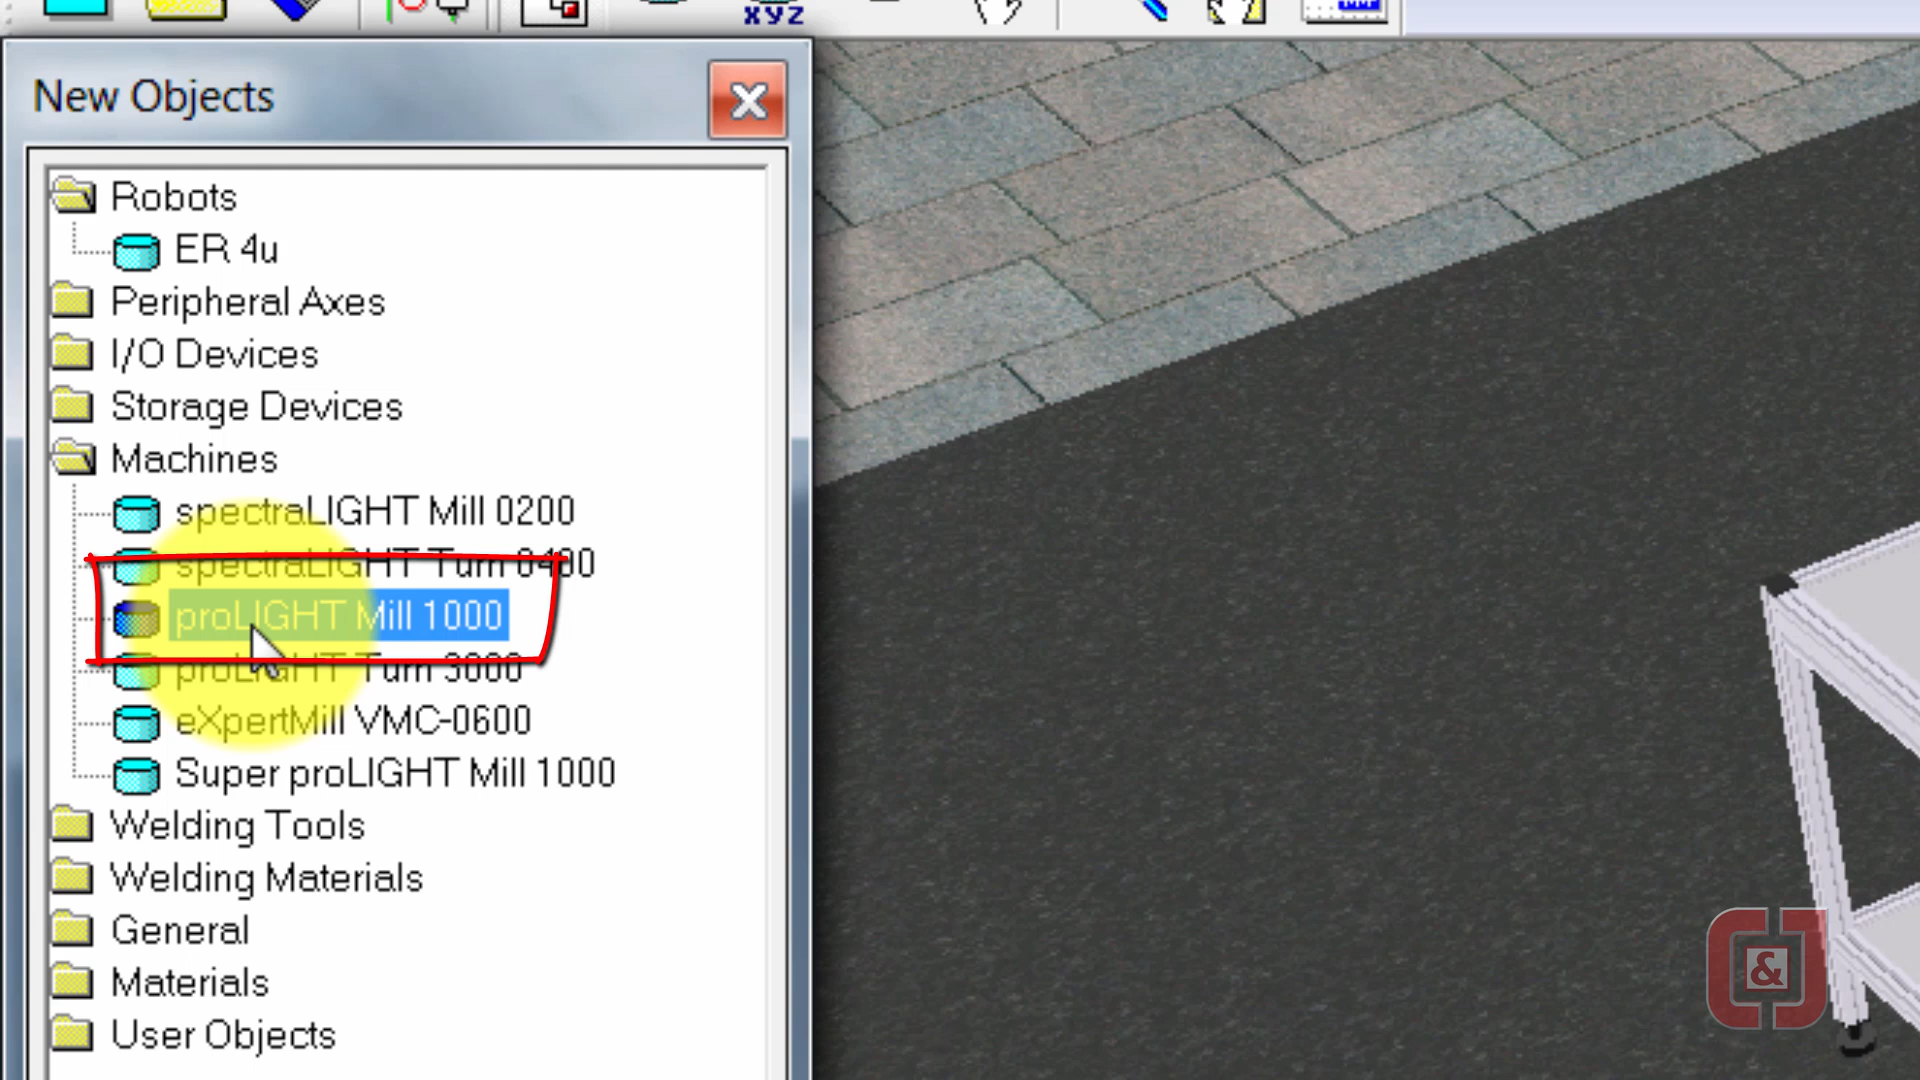 XYZ
New Objects
Robots
ER 4u
Peripheral Axes
I/O Devices
Storage Devices
Machines
spectraLIGHT Mill 0200
spectraLIGHT Turn 0400
proLIGHT Mill 1000
proLIGHT Turn 3000
eXpertMill VMC-0600
Super proLIGHT Mill 1000
Welding Tools
Welding Materials
General
Materials
User Objects
C&J